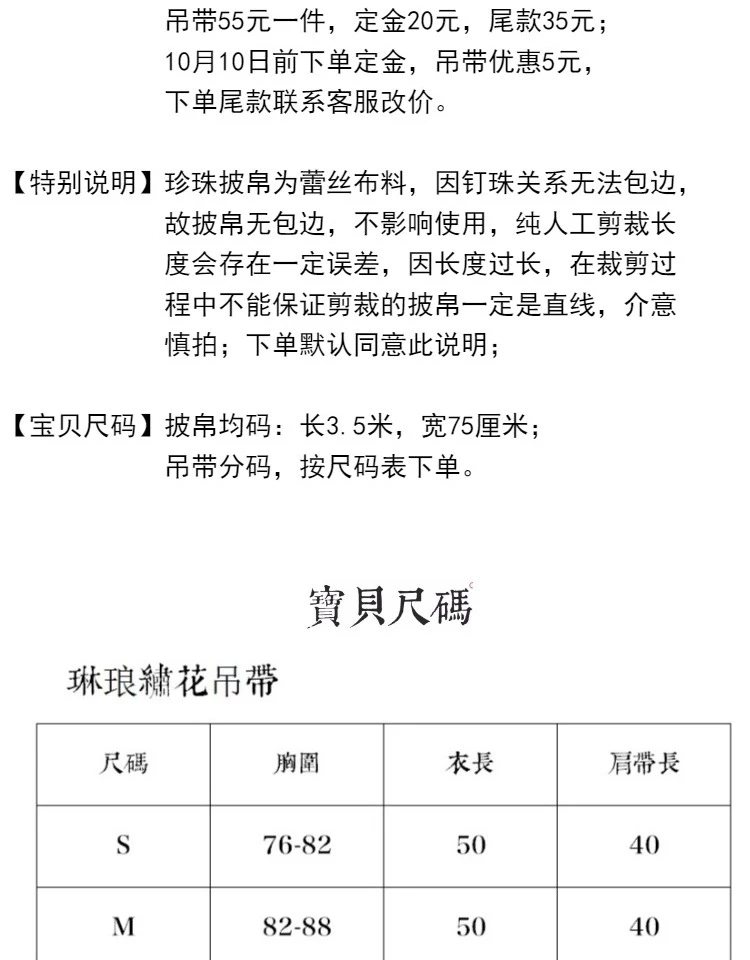 吊带55元一件，定金20元，尾款35元；
10月10日前下单定金，吊带优惠5元，
下单尾款联系客服改价。
【特别说明】珍珠披帛为蕾丝布料，因钉珠关系无法包边，
故披帛无包边，不影响使用，纯人工剪裁长
度会存在一定误差，因长度过长，在裁剪过
程中不能保证剪裁的披帛一定是直线，介意
慎拍；下单默认同意此说明；
【宝贝尺码】披帛均码：长3.5米，宽75厘米；
吊带分码，按尺码表下单。
寶貝尺碼
琳琅繡花吊帶
尺碼 胸圍 衣長 肩帶長
S 76-82 50 40
M 82-88 50 40